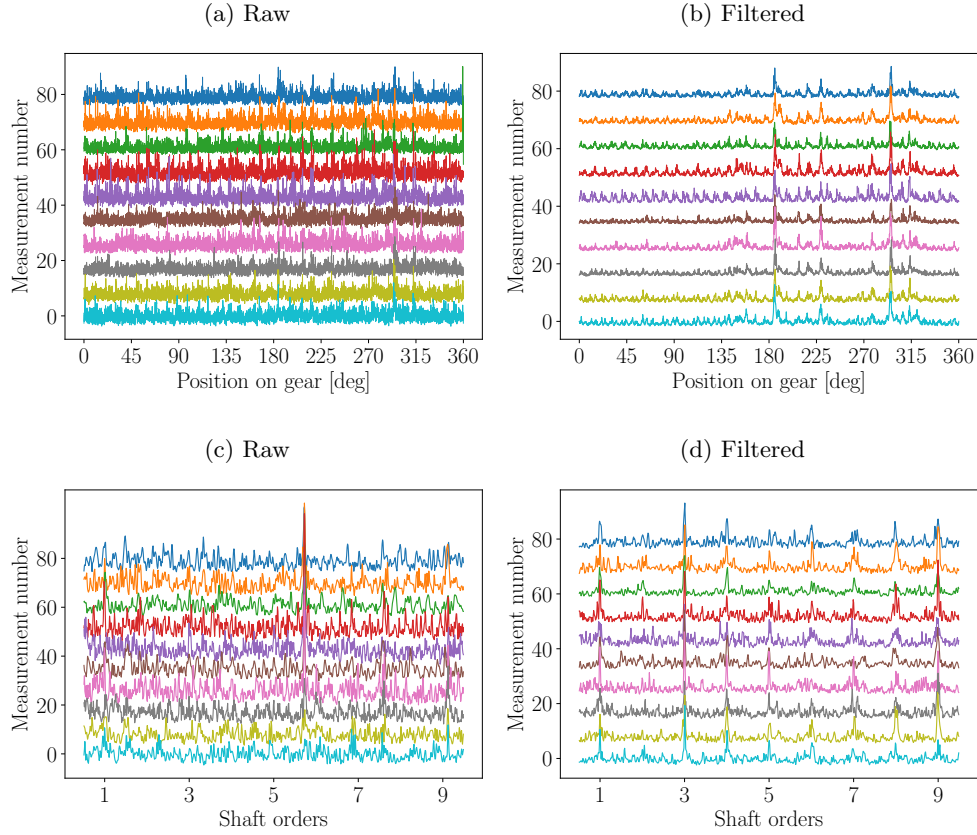 (a) Raw
(b) Filtered
Measurement number
80
60
40
20
0
0 45 90 135 180 225 270 315 360
Position on gear [deg]
Measurement number
80
60
40
20
0
0 45 90 135 180 225 270 315 360
Position on gear [deg]
(c) Raw
(d) Filtered
Measurement number
80
60
40
20
0
1 3 5 7 9
Shaft orders
Measurement number
80
60
40
20
0
1 3 5 7 9
Shaft orders